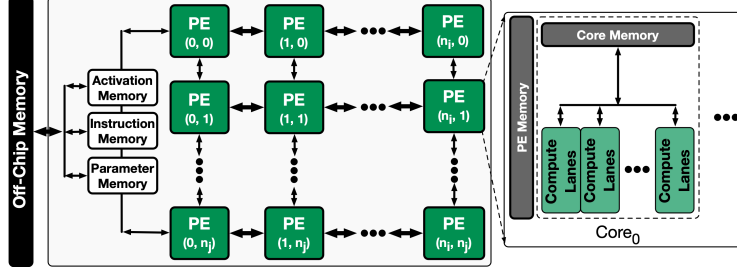 Off-Chip Memory
Activation
Memory
Instruction
Memory
Parameter
Memory
PE
(0, 0)
PE
(1, 0)
•••
PE
(nᵢ, 0)
PE
(0, 1)
PE
(1, 1)
•••
PE
(nᵢ, 1)
PE
(0, nⱼ)
PE
(1, nⱼ)
•••
PE
(nᵢ, nⱼ)
PE Memory
Core Memory
Compute
Lanes
Compute
Lanes
•••
Compute
Lanes
•••
Core₀